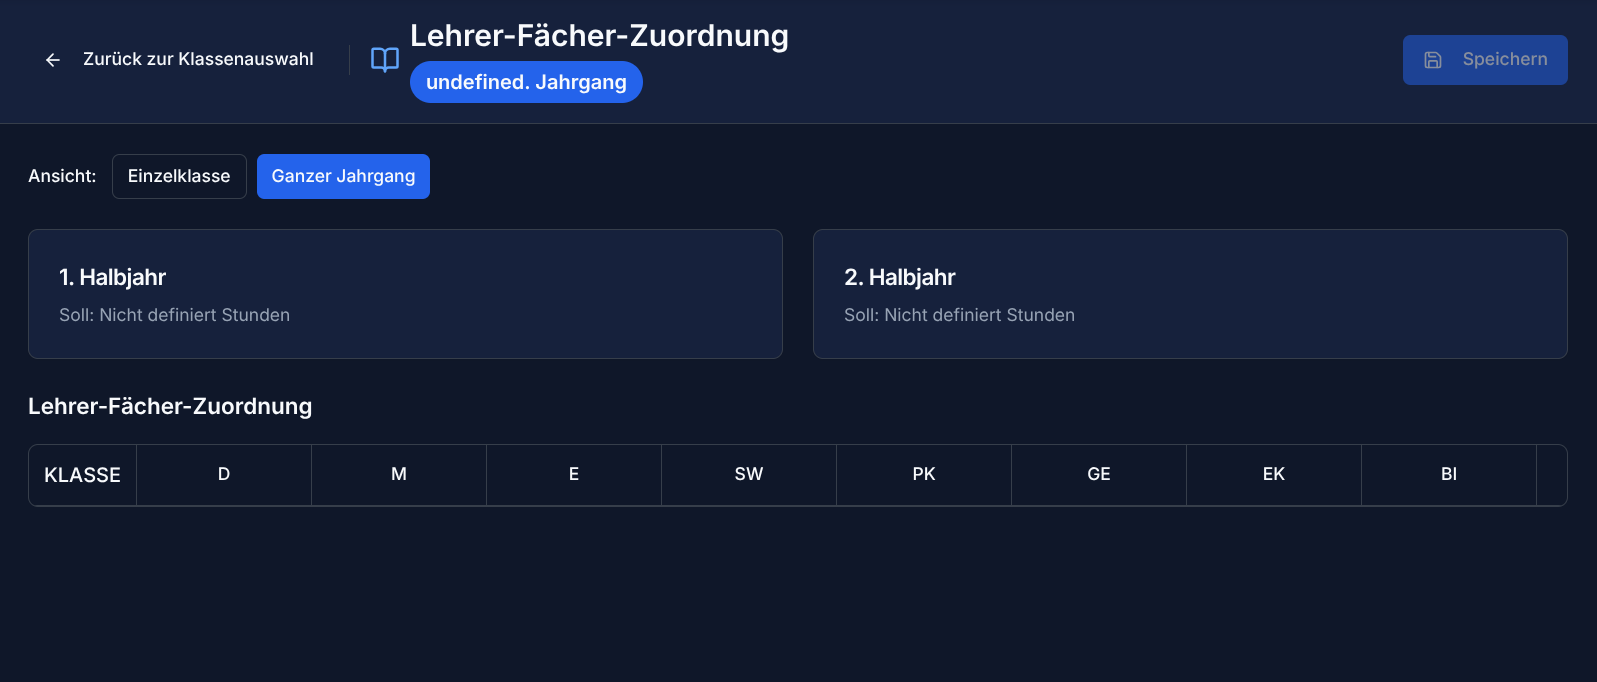 Zurück zur Klassenauswahl
Lehrer-Fächer-Zuordnung
undefined. Jahrgang
Speichern
Ansicht: Einzelklasse Ganzer Jahrgang
1. Halbjahr
Soll: Nicht definiert Stunden
2. Halbjahr
Soll: Nicht definiert Stunden
Lehrer-Fächer-Zuordnung
KLASSE D M E SW PK GE EK BI